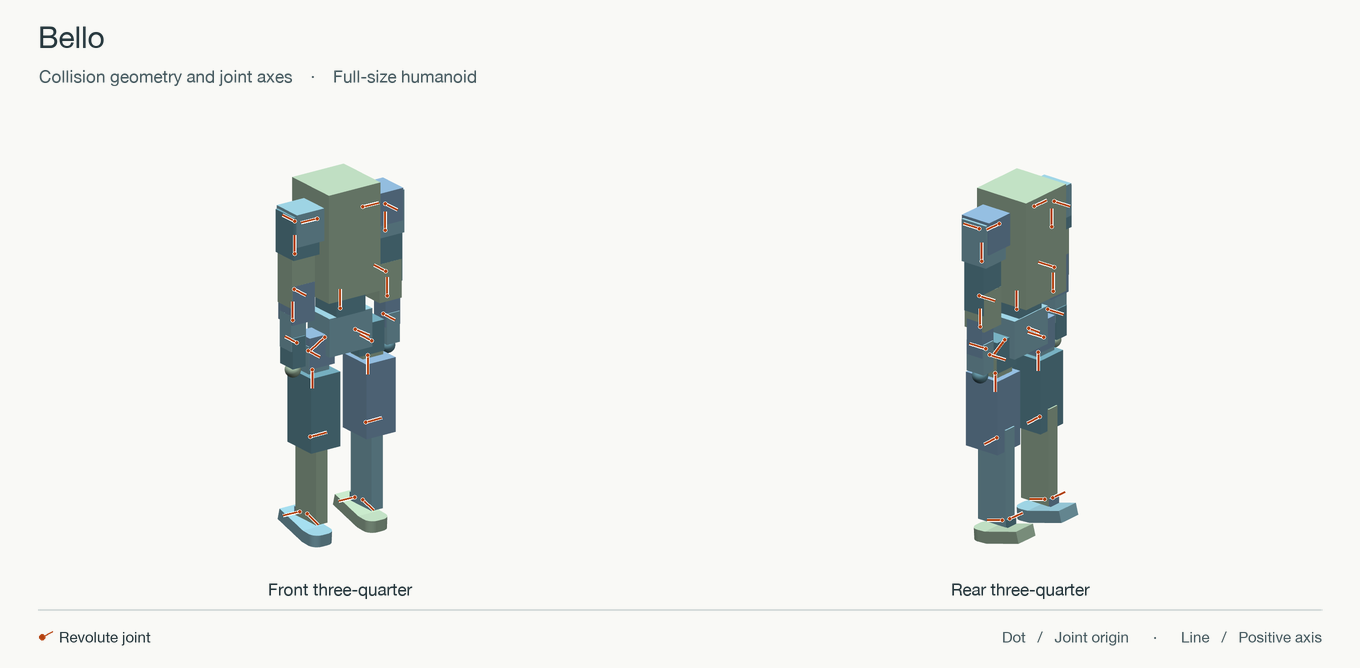 Bello
Collision geometry and joint axes · Full-size humanoid
Front three-quarter
Rear three-quarter
Revolute joint
Dot / Joint origin · Line / Positive axis